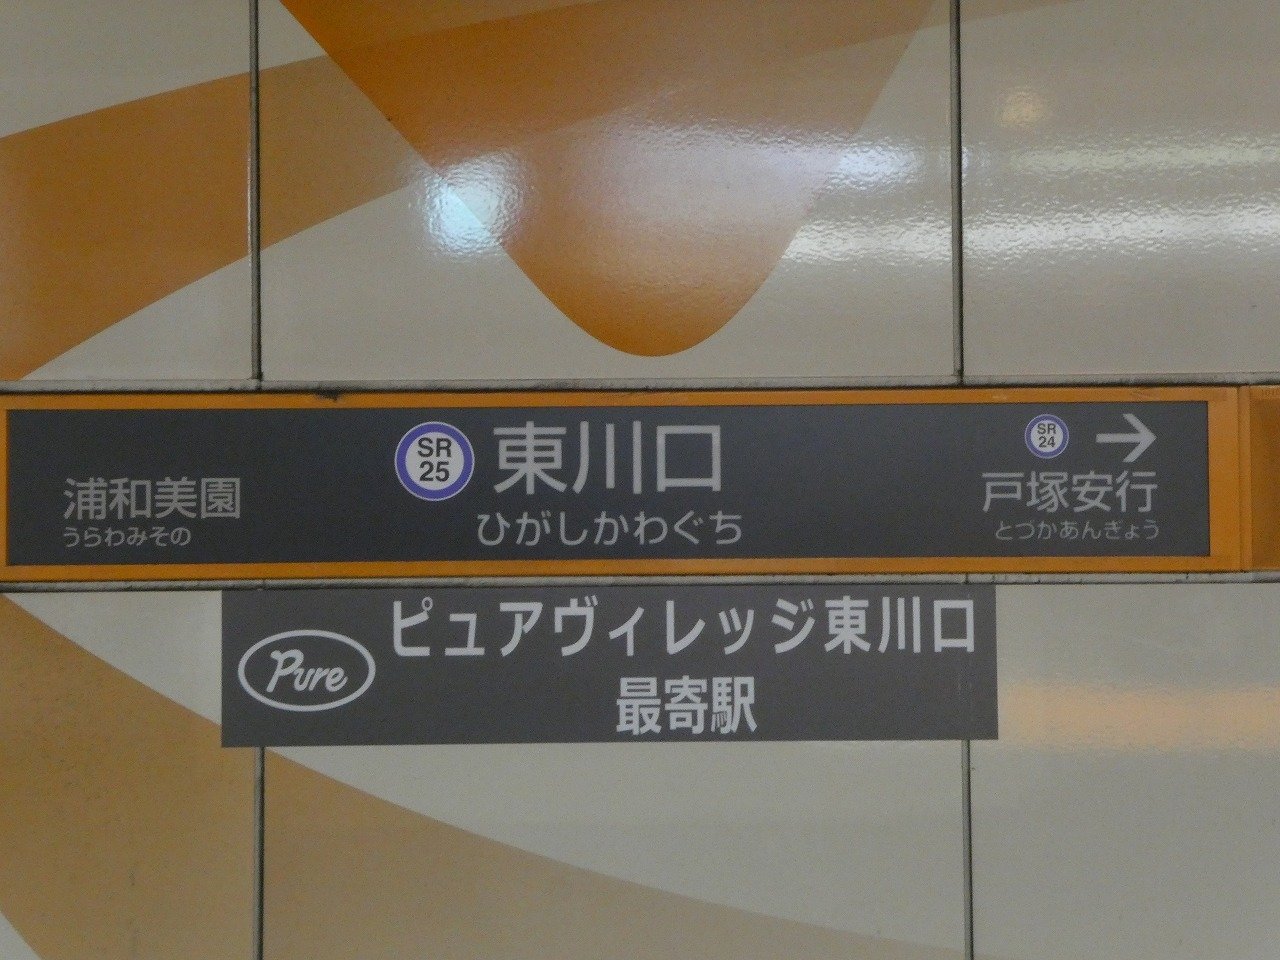 浦和美園
うらわみその
SR
25
東川口
ひがしかわぐち
SR
24
→
戸塚安行
とづかあんぎょう
Pure
ピュアヴィレッジ東川口
最寄駅